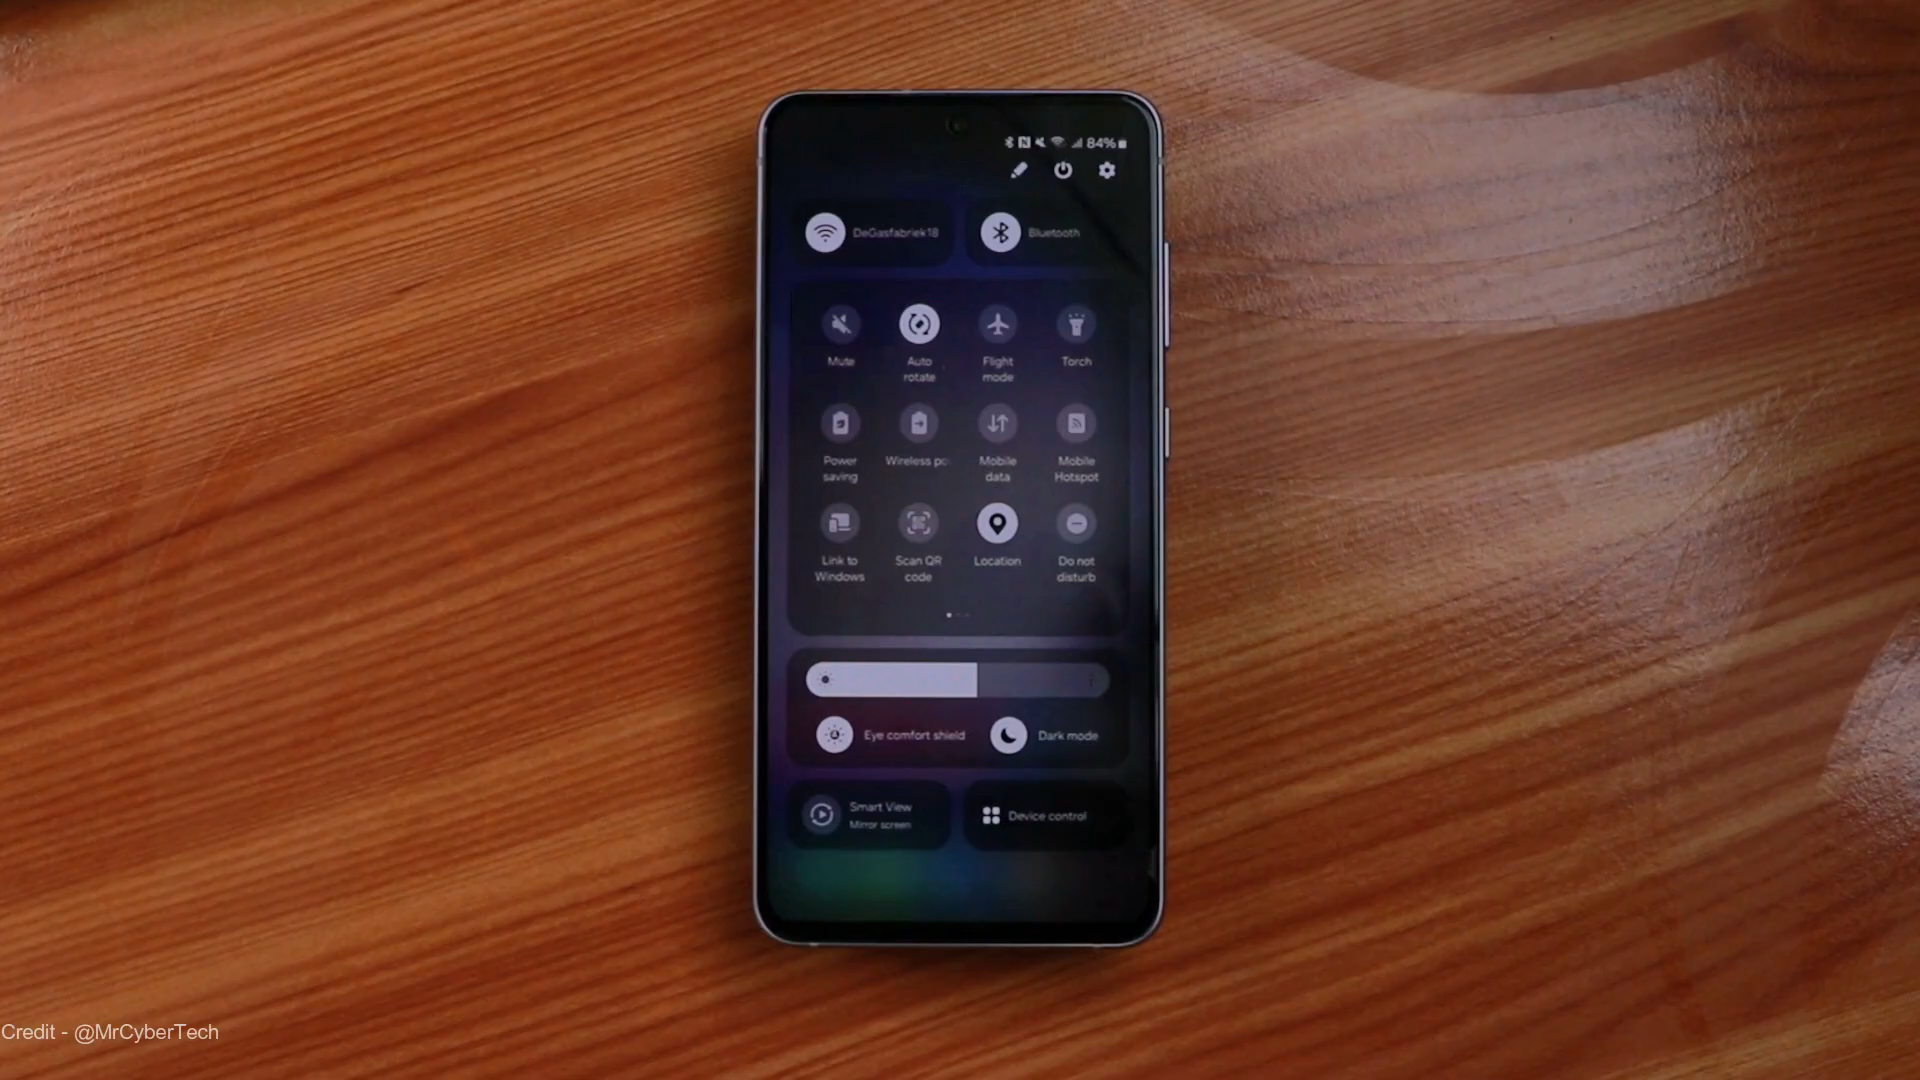 84%
DeGasfabriek18
Bluetooth
Mute
Auto
rotate
Flight
mode
Torch
Power
saving
Wireless po
Mobile
data
Mobile
Hotspot
Link to
Windows
Scan QR
code
Location
Do not
disturb
Eye comfort shield
Dark mode
Smart View
Mirror screen
Device control
Credit - @MrCyberTech